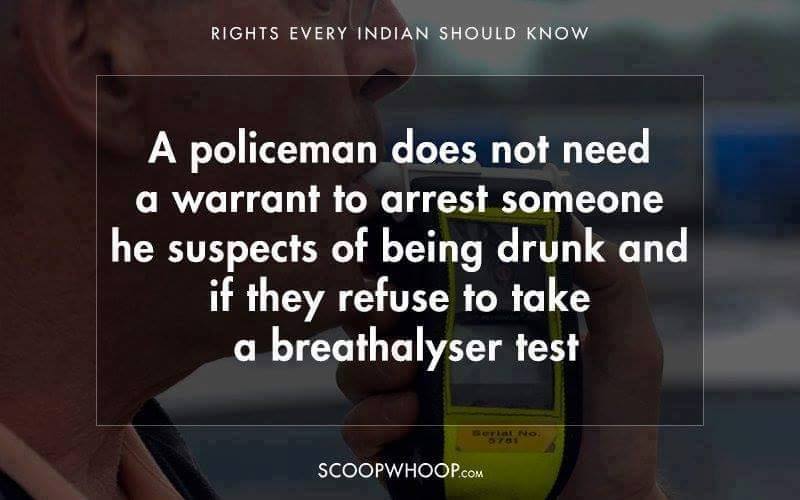 RIGHTS EVERY INDIAN SHOULD KNOW
A policeman does not need
a warrant to arrest someone
he suspects of being drunk and
if they refuse to take
a breathalyser test
Serial No.
5781
SCOOPWHOOP.COM